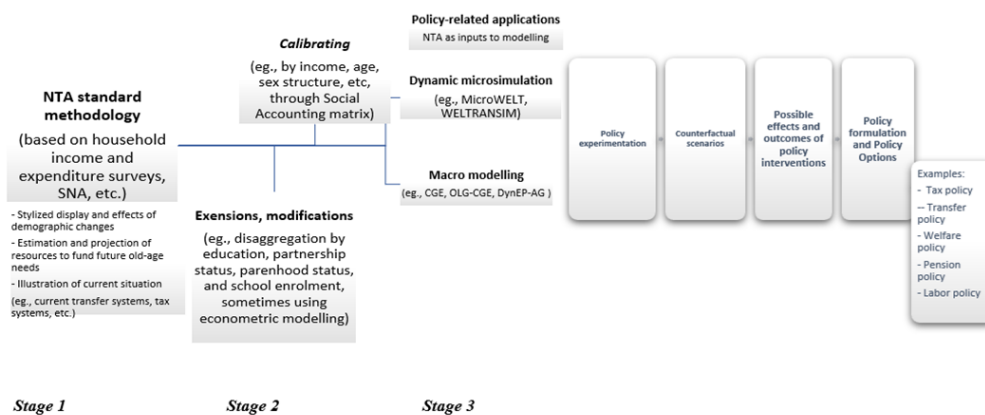 NTA standard
methodology
(based on household
income and
expenditure surveys,
SNA, etc.)
- Stylized display and effects of
demographic changes
- Estimation and projection of
resources to fund future old-age
needs
- Illustration of current situation
(eg., current transfer systems, tax
systems, etc.)
Calibrating
(eg., by income, age,
sex structure, etc,
through Social
Accounting matrix)
Exensions, modifications
(eg., disaggregation by
education, partnership
status, parenhood status,
and school enrolment,
sometimes using
econometric modelling)
Policy-related applications
NTA as inputs to modelling
Dynamic microsimulation
(eg., MicroWELT,
WELTRANSIM)
Macro modelling
(eg., CGE, OLG-CGE, DynEP-AG )
Policy
experimentation
Counterfactual
scenarios
Possible
effects and
outcomes of
policy
interventions
Policy
formulation
and Policy
Options
Examples:
- Tax policy
-- Transfer
policy
- Welfare
policy
- Pension
policy
- Labor policy
Stage 1
Stage 2
Stage 3